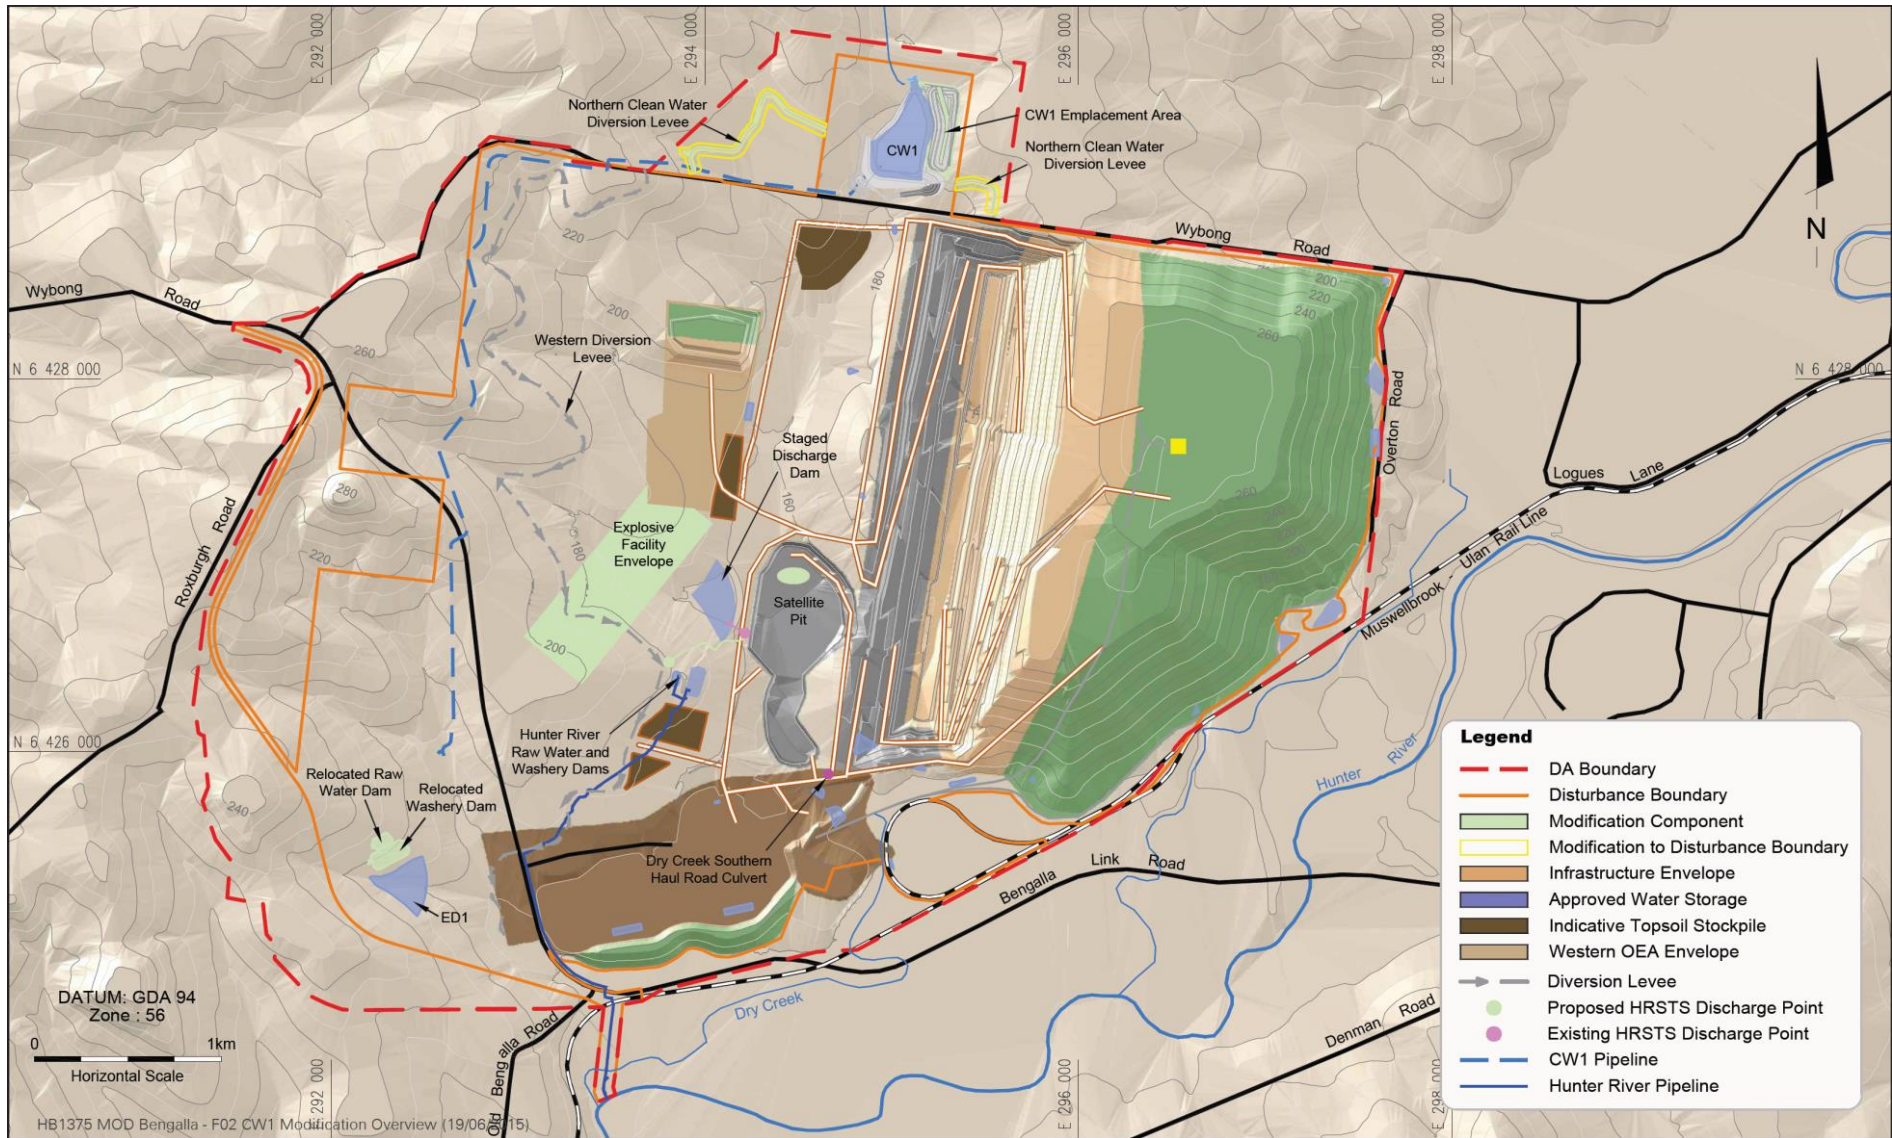 E 292 000
E 294 000
E 296 000
E 298 000
Northern Clean Water
Diversion Levee
CW1 Emplacement Area
CW1
Northern Clean Water
Diversion Levee
N
220
Wybong Road
180
200
220
240
260
Wybong Road
200
260
Western Diversion
Levee
N 6 428 000
N 6 428 000
Overton Road
Staged
Discharge
Dam
Logues Lane
280
160
260
Roxburgh Road
Explosive
Facility
Envelope
180
220
Muswellbrook - Ullan Rail Line
Satellite
Pit
200
Hunter River
Raw Water and
Washery Dams
N 6 426 000
Relocated Raw
Water Dam
Relocated
Washery Dam
240
Hunter River
Dry Creek Southern
Haul Road Culvert
Bengalla Link Road
ED1
Dry Creek
Old Bengalla Road
Denman Road
DATUM: GDA 94
Zone : 56
0 1km
Horizontal Scale
E 292 000
E 296 000
E 298 000
HB1375 MOD Bengalla - F02 CW1 Modification Overview (19/06/2015)
Legend
DA Boundary
Disturbance Boundary
Modification Component
Modification to Disturbance Boundary
Infrastructure Envelope
Approved Water Storage
Indicative Topsoil Stockpile
Western OEA Envelope
Diversion Levee
Proposed HRSTS Discharge Point
Existing HRSTS Discharge Point
CW1 Pipeline
Hunter River Pipeline